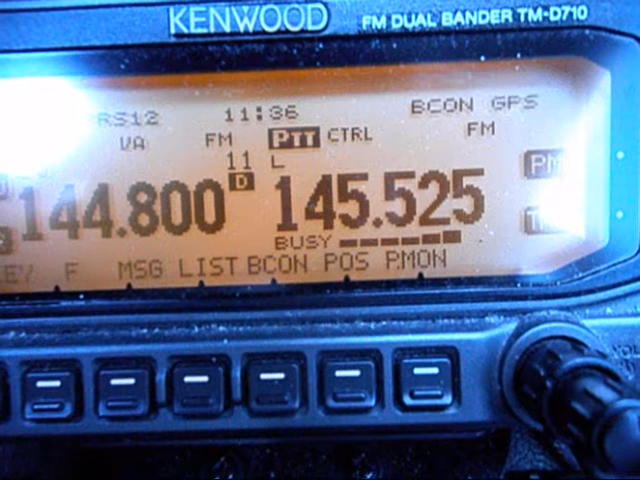 KENWOOD FM DUAL BANDER TM-D710
RS12 11:36 BCON GPS
FM PTT CTRL FM
11 L PM
144.800 D 145.525
BUSY
F MSG LIST BCON POS P.MON